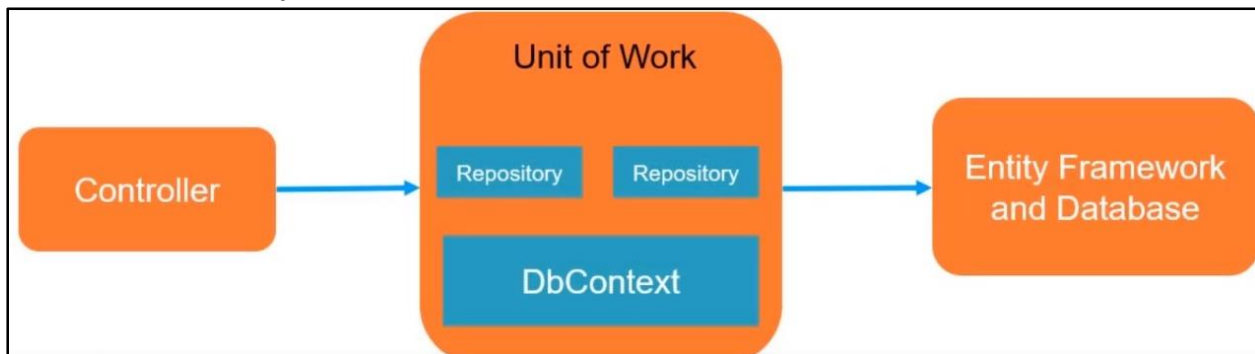 Unit of Work
Controller
Repository
Repository
DbContext
Entity Framework
and Database